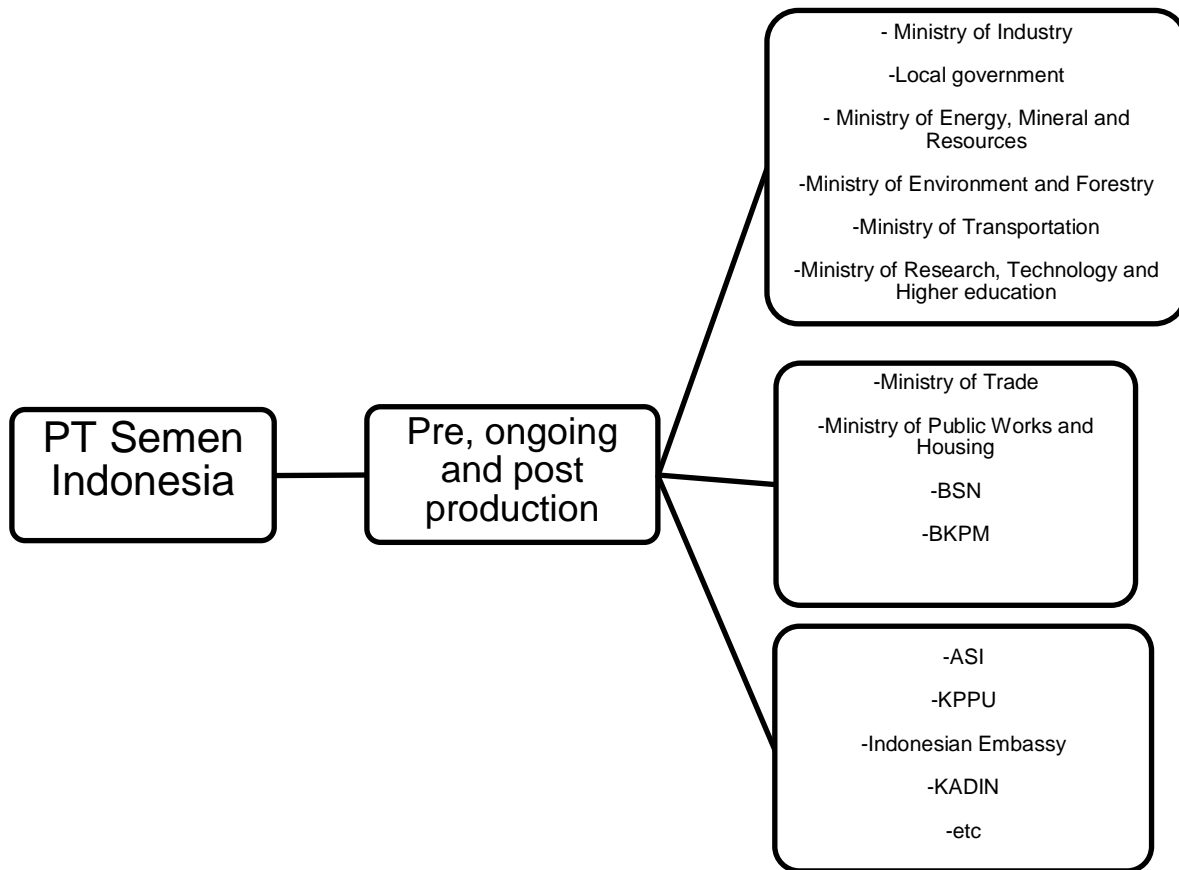 PT Semen
Indonesia
Pre, ongoing
and post
production
- Ministry of Industry
-Local government
- Ministry of Energy, Mineral and
Resources
-Ministry of Environment and Forestry
-Ministry of Transportation
-Ministry of Research, Technology and
Higher education
-Ministry of Trade
-Ministry of Public Works and
Housing
-BSN
-BKPM
-ASI
-KPPU
-Indonesian Embassy
-KADIN
-etc